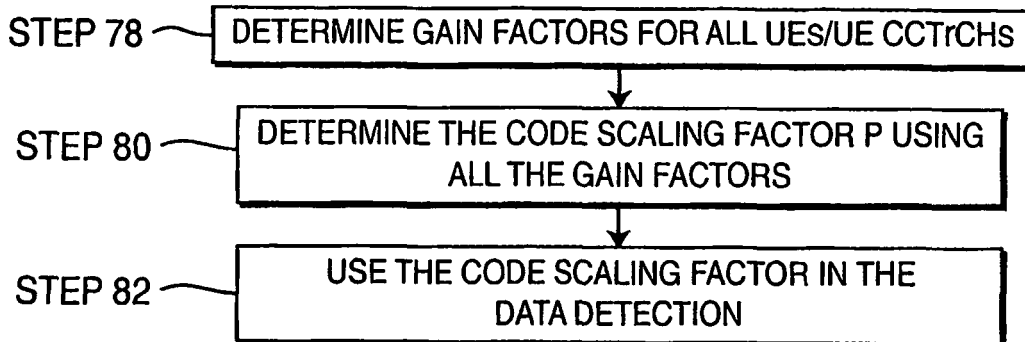 STEP 78
DETERMINE GAIN FACTORS FOR ALL UEs/UE CCTrCHs
STEP 80
DETERMINE THE CODE SCALING FACTOR P USING
ALL THE GAIN FACTORS
STEP 82
USE THE CODE SCALING FACTOR IN THE
DATA DETECTION